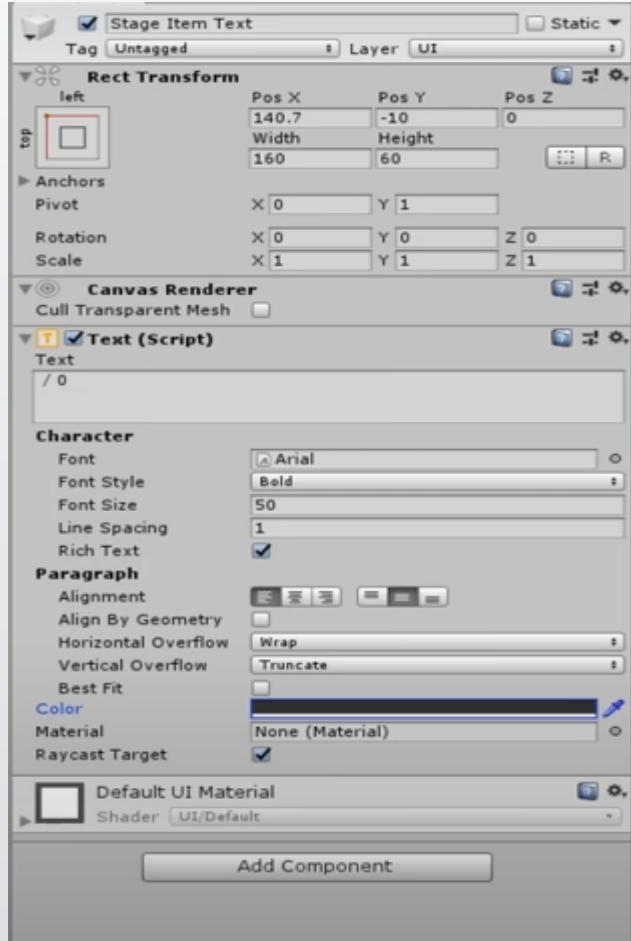 Stage Item Text Static
Tag Untagged Layer UI
Rect Transform
left Pos X Pos Y Pos Z
top 140.7 -10 0
Width Height
160 60 R
Anchors
Pivot X 0 Y 1
Rotation X 0 Y 0 Z 0
Scale X 1 Y 1 Z 1
Canvas Renderer
Cull Transparent Mesh
T Text (Script)
Text
/ 0
Character
Font Arial
Font Style Bold
Font Size 50
Line Spacing 1
Rich Text
Paragraph
Alignment
Align By Geometry
Horizontal Overflow Wrap
Vertical Overflow Truncate
Best Fit
Color
Material None (Material)
Raycast Target
Default UI Material
Shader UI/Default
Add Component